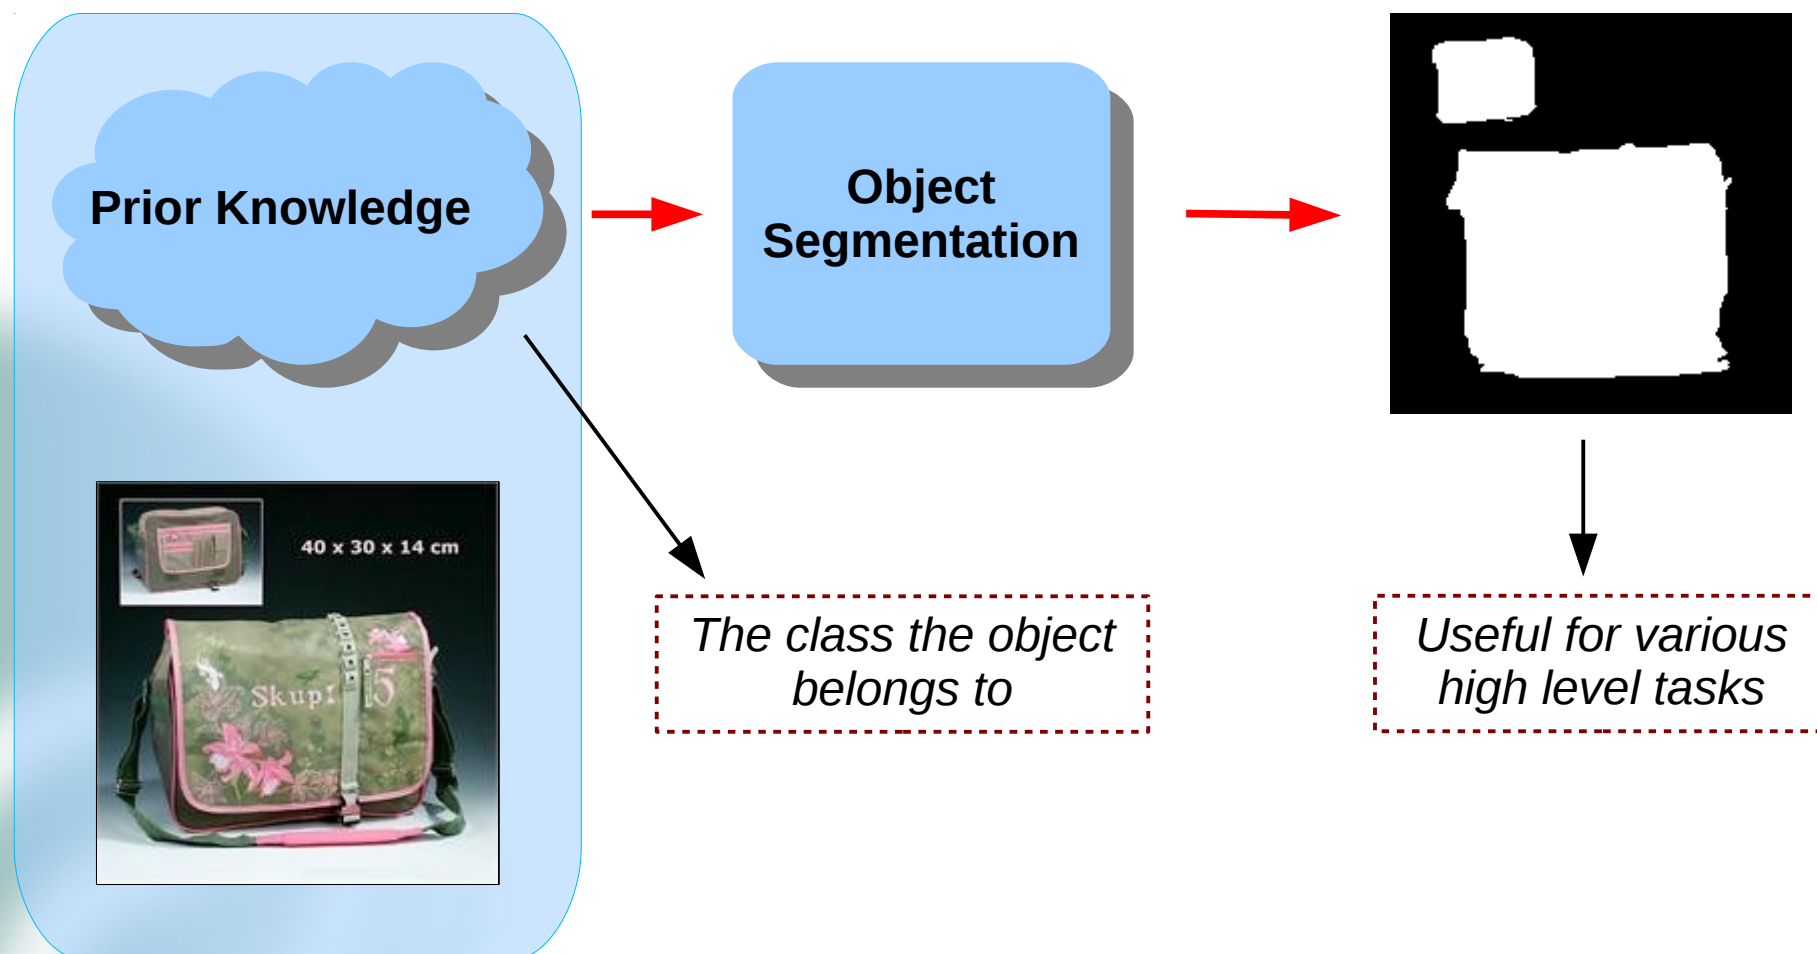 Prior Knowledge
Object
Segmentation
40 x 30 x 14 cm
Skup!
5
The class the object
belongs to
Useful for various
high level tasks